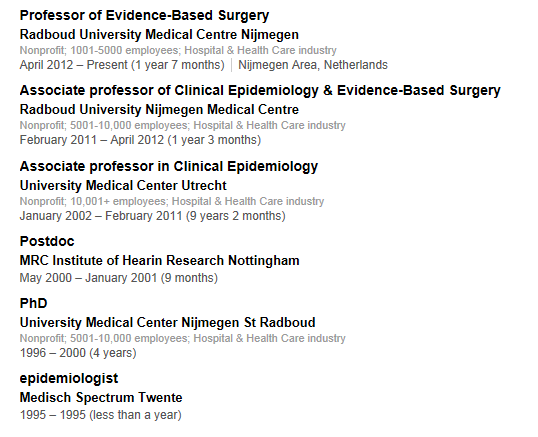 Professor of Evidence-Based Surgery
Radboud University Medical Centre Nijmegen
Nonprofit; 1001-5000 employees; Hospital & Health Care industry
April 2012 – Present (1 year 7 months) | Nijmegen Area, Netherlands
Associate professor of Clinical Epidemiology & Evidence-Based Surgery
Radboud University Nijmegen Medical Centre
Nonprofit; 5001-10,000 employees; Hospital & Health Care industry
February 2011 – April 2012 (1 year 3 months)
Associate professor in Clinical Epidemiology
University Medical Center Utrecht
Nonprofit; 10,001+ employees; Hospital & Health Care industry
January 2002 – February 2011 (9 years 2 months)
Postdoc
MRC Institute of Hearin Research Nottingham
May 2000 – January 2001 (9 months)
PhD
University Medical Center Nijmegen St Radboud
Nonprofit; 5001-10,000 employees; Hospital & Health Care industry
1996 – 2000 (4 years)
epidemiologist
Medisch Spectrum Twente
1995 – 1995 (less than a year)